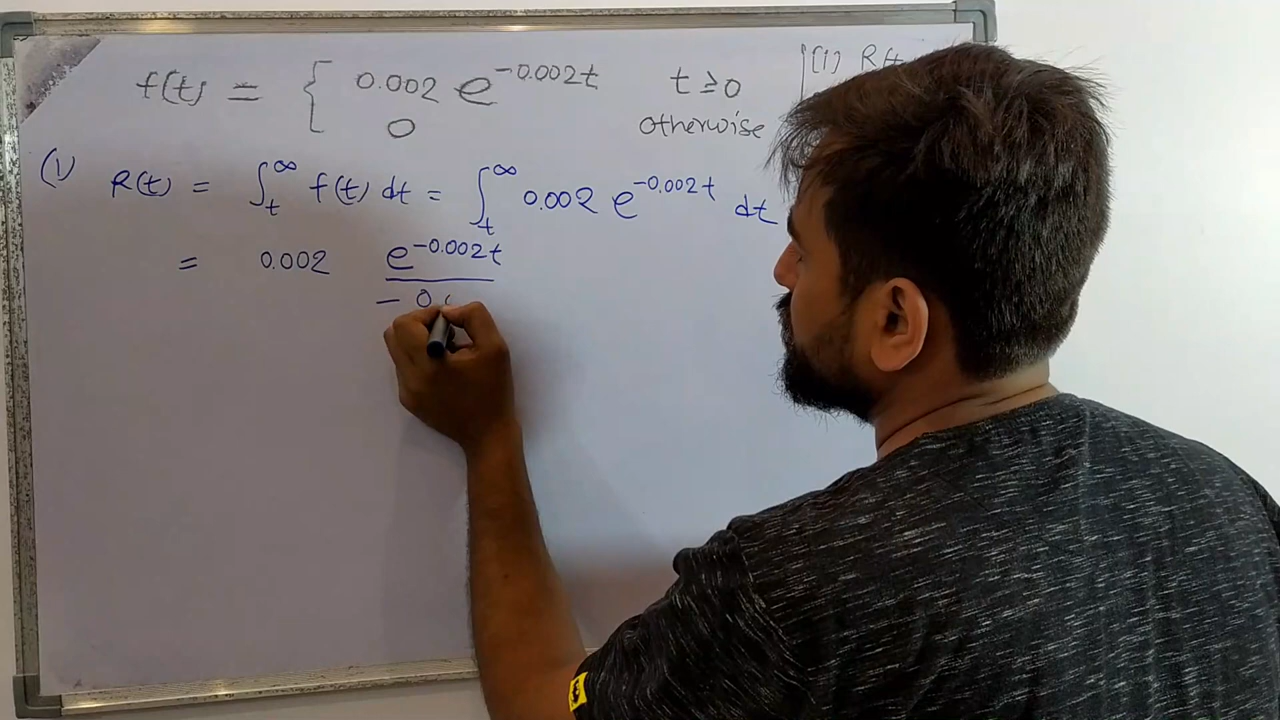 f(t) = { 0.002 e^{-0.002t} t ≥ 0 (i) R(t
0 otherwise
(i) R(t) = ∫_t^∞ f(t) dt = ∫_t^∞ 0.002 e^{-0.002t} dt
= 0.002 e^{-0.002t}
- 0.